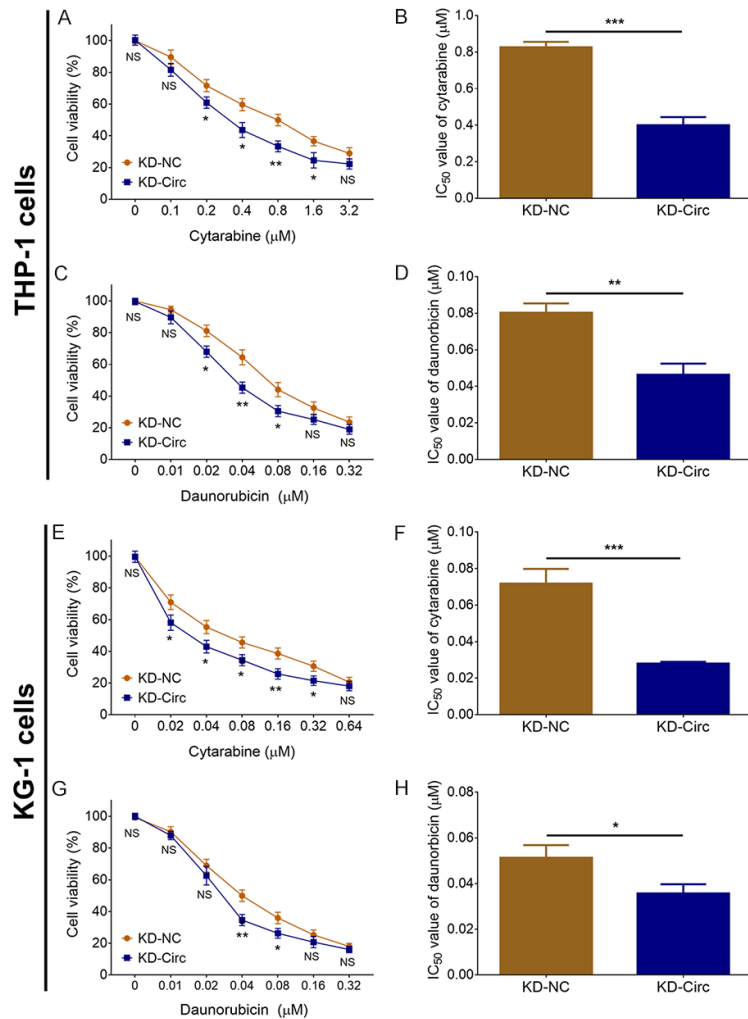 THP-1 cells
A
Cell viability (%)
100
80
60
40
20
0
NS
NS
*
*
**
*
NS
KD-NC
KD-Circ
0 0.1 0.2 0.4 0.8 1.6 3.2
Cytarabine (μM)
B
IC50 value of cytarabine (μM)
1.0
0.8
0.6
0.4
0.2
0.0
***
KD-NC KD-Circ
C
Cell viability (%)
100
80
60
40
20
0
NS
NS
*
**
*
NS
NS
KD-NC
KD-Circ
0 0.01 0.02 0.04 0.08 0.16 0.32
Daunorubicin (μM)
D
IC50 value of daunorbicin (μM)
0.10
0.08
0.06
0.04
0.02
0.00
**
KD-NC KD-Circ
KG-1 cells
E
Cell viability (%)
100
80
60
40
20
0
NS
*
*
*
**
*
NS
KD-NC
KD-Circ
0 0.02 0.04 0.08 0.16 0.32 0.64
Cytarabine (μM)
F
IC50 value of cytarabine (μM)
0.10
0.08
0.06
0.04
0.02
0.00
***
KD-NC KD-Circ
G
Cell viability (%)
100
80
60
40
20
0
NS
NS
NS
**
*
NS
NS
KD-NC
KD-Circ
0 0.01 0.02 0.04 0.08 0.16 0.32
Daunorubicin (μM)
H
IC50 value of daunorbicin (μM)
0.08
0.06
0.04
0.02
0.00
*
KD-NC KD-Circ